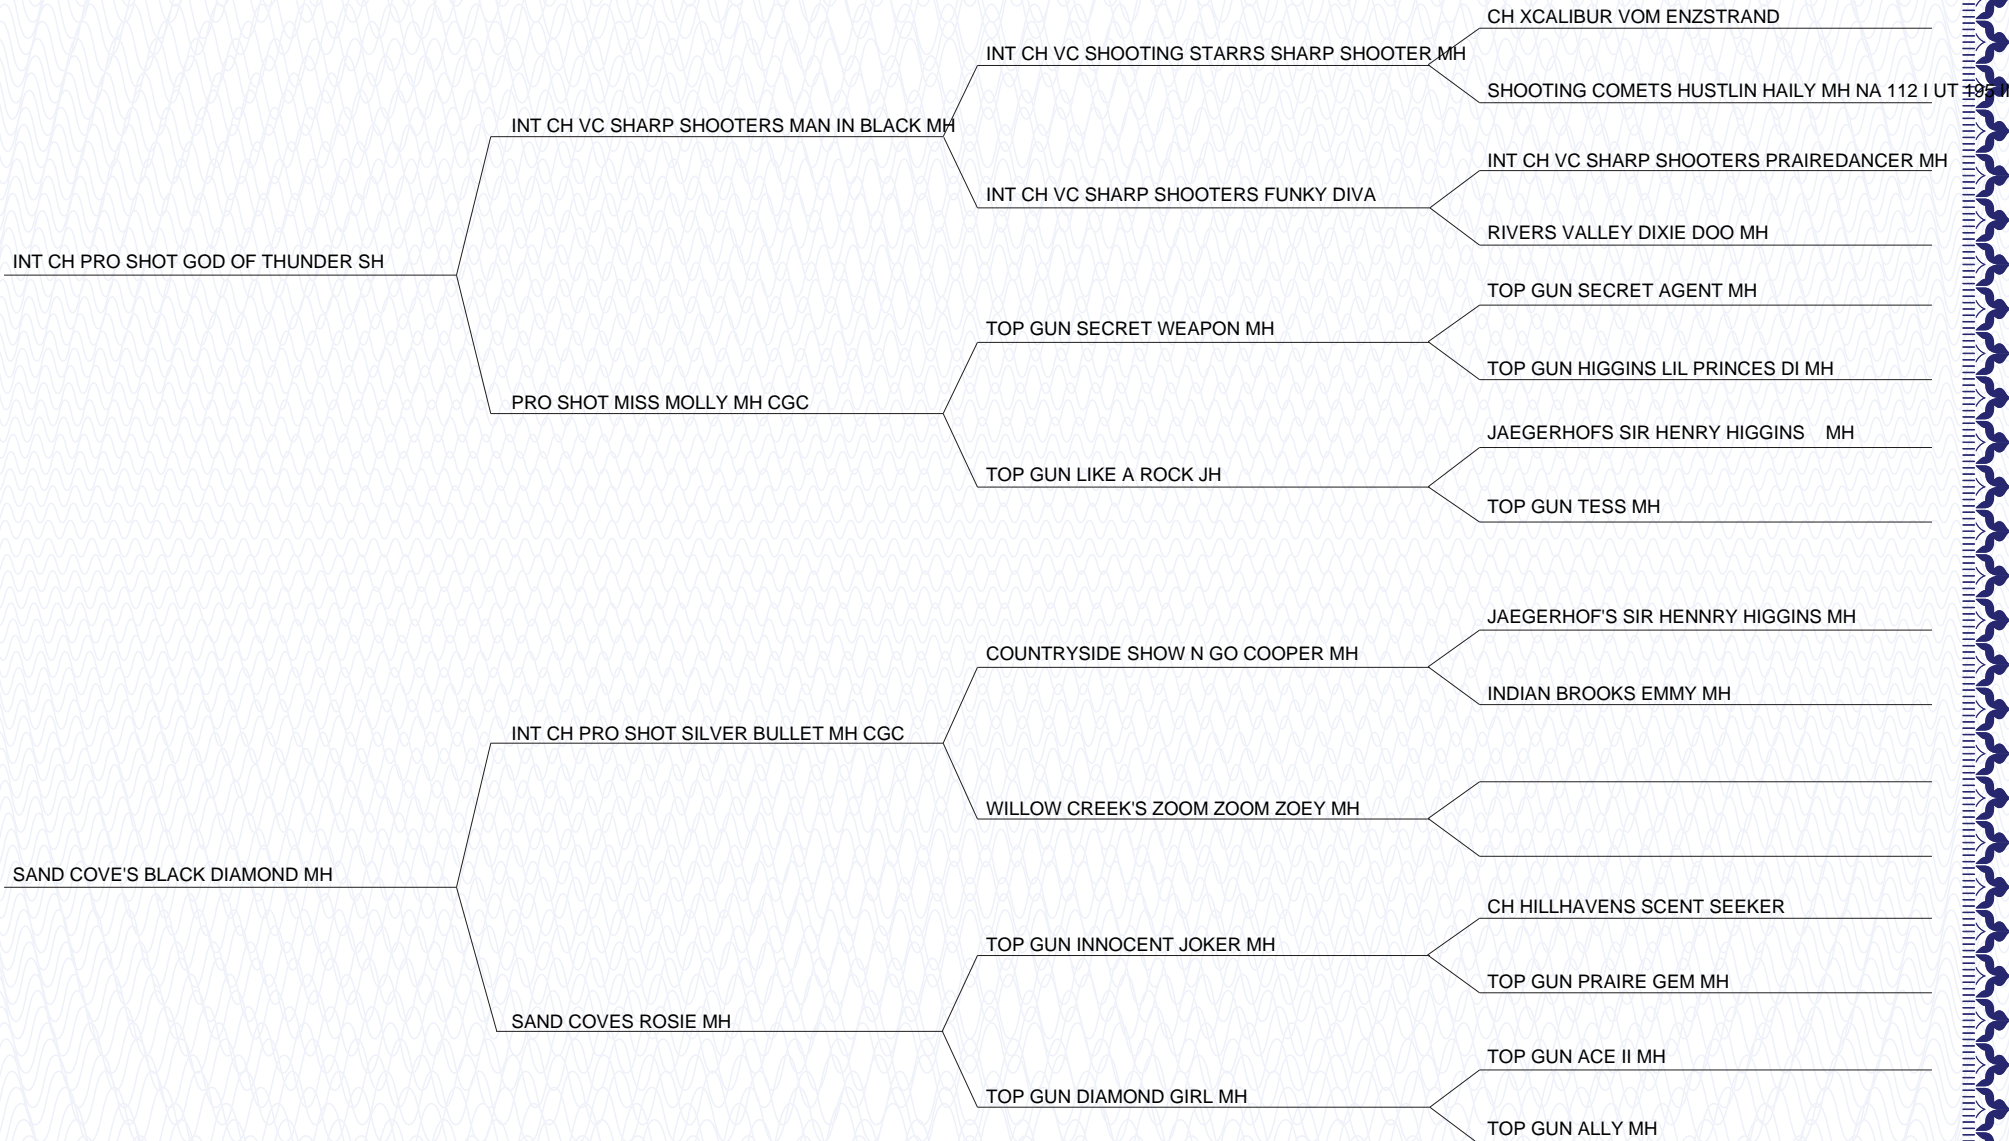 CH XCALIBUR VOM ENZSTRAND
INT CH VC SHOOTING STARRS SHARP SHOOTER MH
SHOOTING COMETS HUSTLIN HAILY MH NA 112 I UT 195 II
INT CH VC SHARP SHOOTERS MAN IN BLACK MH
INT CH VC SHARP SHOOTERS PRAIREDANCER MH
INT CH VC SHARP SHOOTERS FUNKY DIVA
RIVERS VALLEY DIXIE DOO MH
INT CH PRO SHOT GOD OF THUNDER SH
TOP GUN SECRET AGENT MH
TOP GUN SECRET WEAPON MH
TOP GUN HIGGINS LIL PRINCES DI MH
PRO SHOT MISS MOLLY MH CGC
JAEGERHOFS SIR HENRY HIGGINS MH
TOP GUN LIKE A ROCK JH
TOP GUN TESS MH
JAEGERHOF'S SIR HENNRY HIGGINS MH
COUNTRYSIDE SHOW N GO COOPER MH
INDIAN BROOKS EMMY MH
INT CH PRO SHOT SILVER BULLET MH CGC
WILLOW CREEK'S ZOOM ZOOM ZOEY MH
SAND COVE'S BLACK DIAMOND MH
CH HILLHAVENS SCENT SEEKER
TOP GUN INNOCENT JOKER MH
TOP GUN PRAIRE GEM MH
SAND COVES ROSIE MH
TOP GUN ACE II MH
TOP GUN DIAMOND GIRL MH
TOP GUN ALLY MH